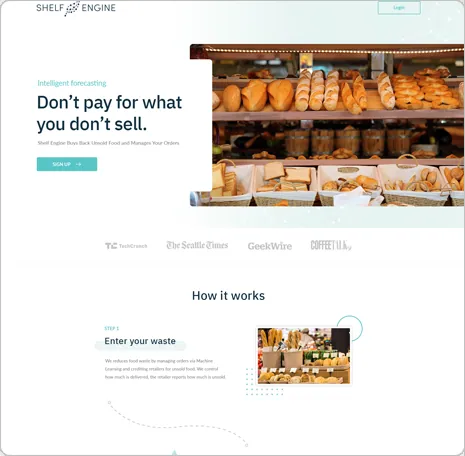 SHELF ENGINE
Login
Intelligent forecasting
Don't pay for what
you don't sell.
Shelf Engine Buys Back Unsold Food and Manages Your Orders
SIGN UP
TC TechCrunch
The Seattle Times
GeekWire
How it works
STEP 2
Enter your waste
We reduces food waste by managing orders via Machine
Learning and crediting retailers for unsold food. We control
how much is delivered, the retailer reports how much is unsold.